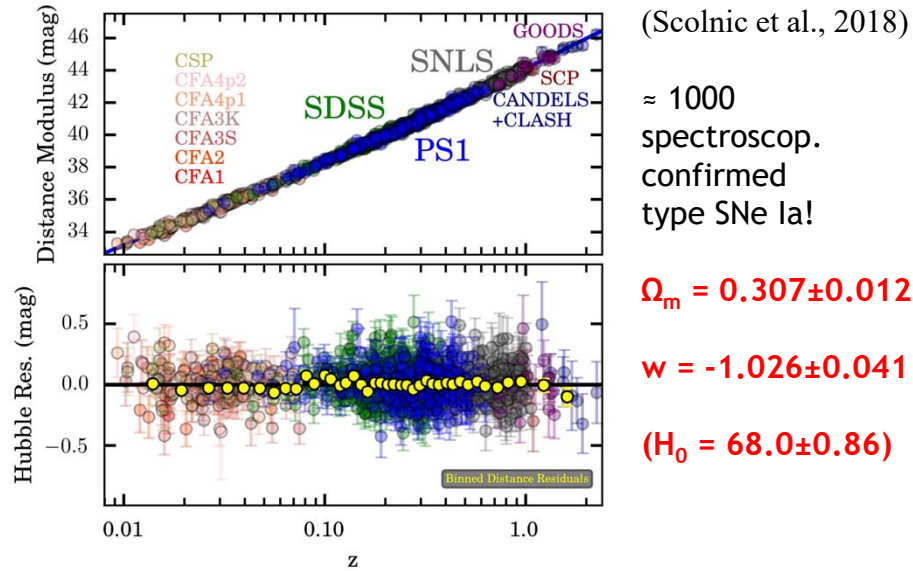 (Scolnic et al., 2018)
Distance Modulus (mag)
46
44
42
40
38
36
34
CSP
CFA4p2
CFA4p1
CFA3K
CFA3S
CFA2
CFA1
SDSS
SNLS
PS1
GOODS
SCP
CANDELS
+CLASH
Hubble Res. (mag)
0.5
0.0
−0.5
Binned Distance Residuals
0.01
0.10
1.0
z
≈ 1000
spectroscop.
confirmed
type SNe Ia!
Ωm = 0.307±0.012
w = -1.026±0.041
(H0 = 68.0±0.86)